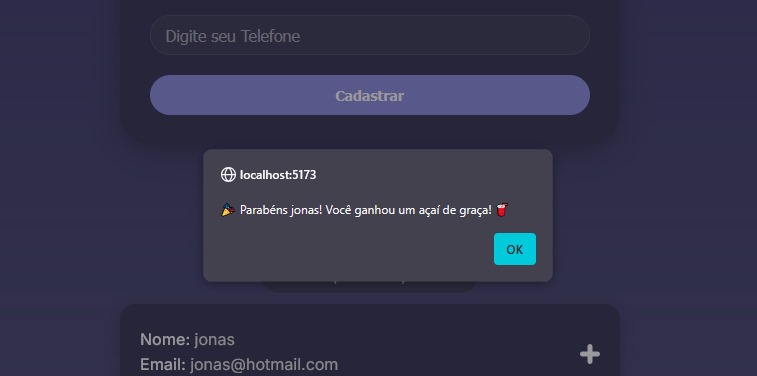 Digite seu Telefone
Cadastrar
localhost:5173
🎉 Parabéns jonas! Você ganhou um açaí de graça! 🥤
OK
Nome: jonas
Email: jonas@hotmail.com